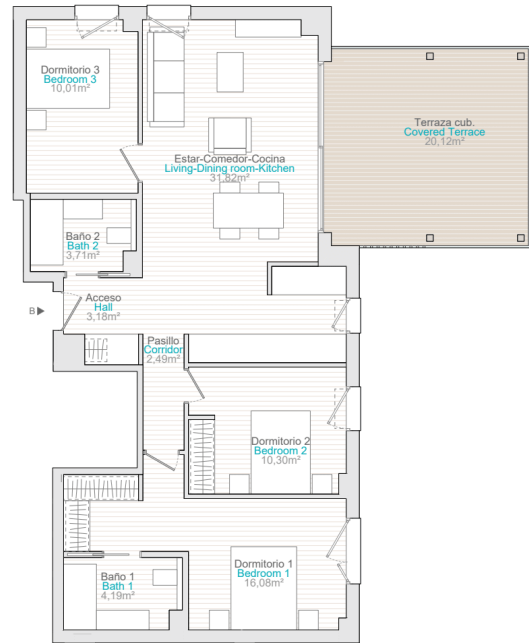 Dormitorio 3
Bedroom 3
10,01m²
Terraza cub.
Covered Terrace
20,12m²
Estar-Comedor-Cocina
Living-Dining room-Kitchen
31,82m²
Baño 2
Bath 2
3,71m²
Acceso
Hall
3,18m²
B
Pasillo
Corridor
2,49m²
Dormitorio 2
Bedroom 2
10,30m²
Dormitorio 1
Bedroom 1
16,08m²
Baño 1
Bath 1
4,19m²